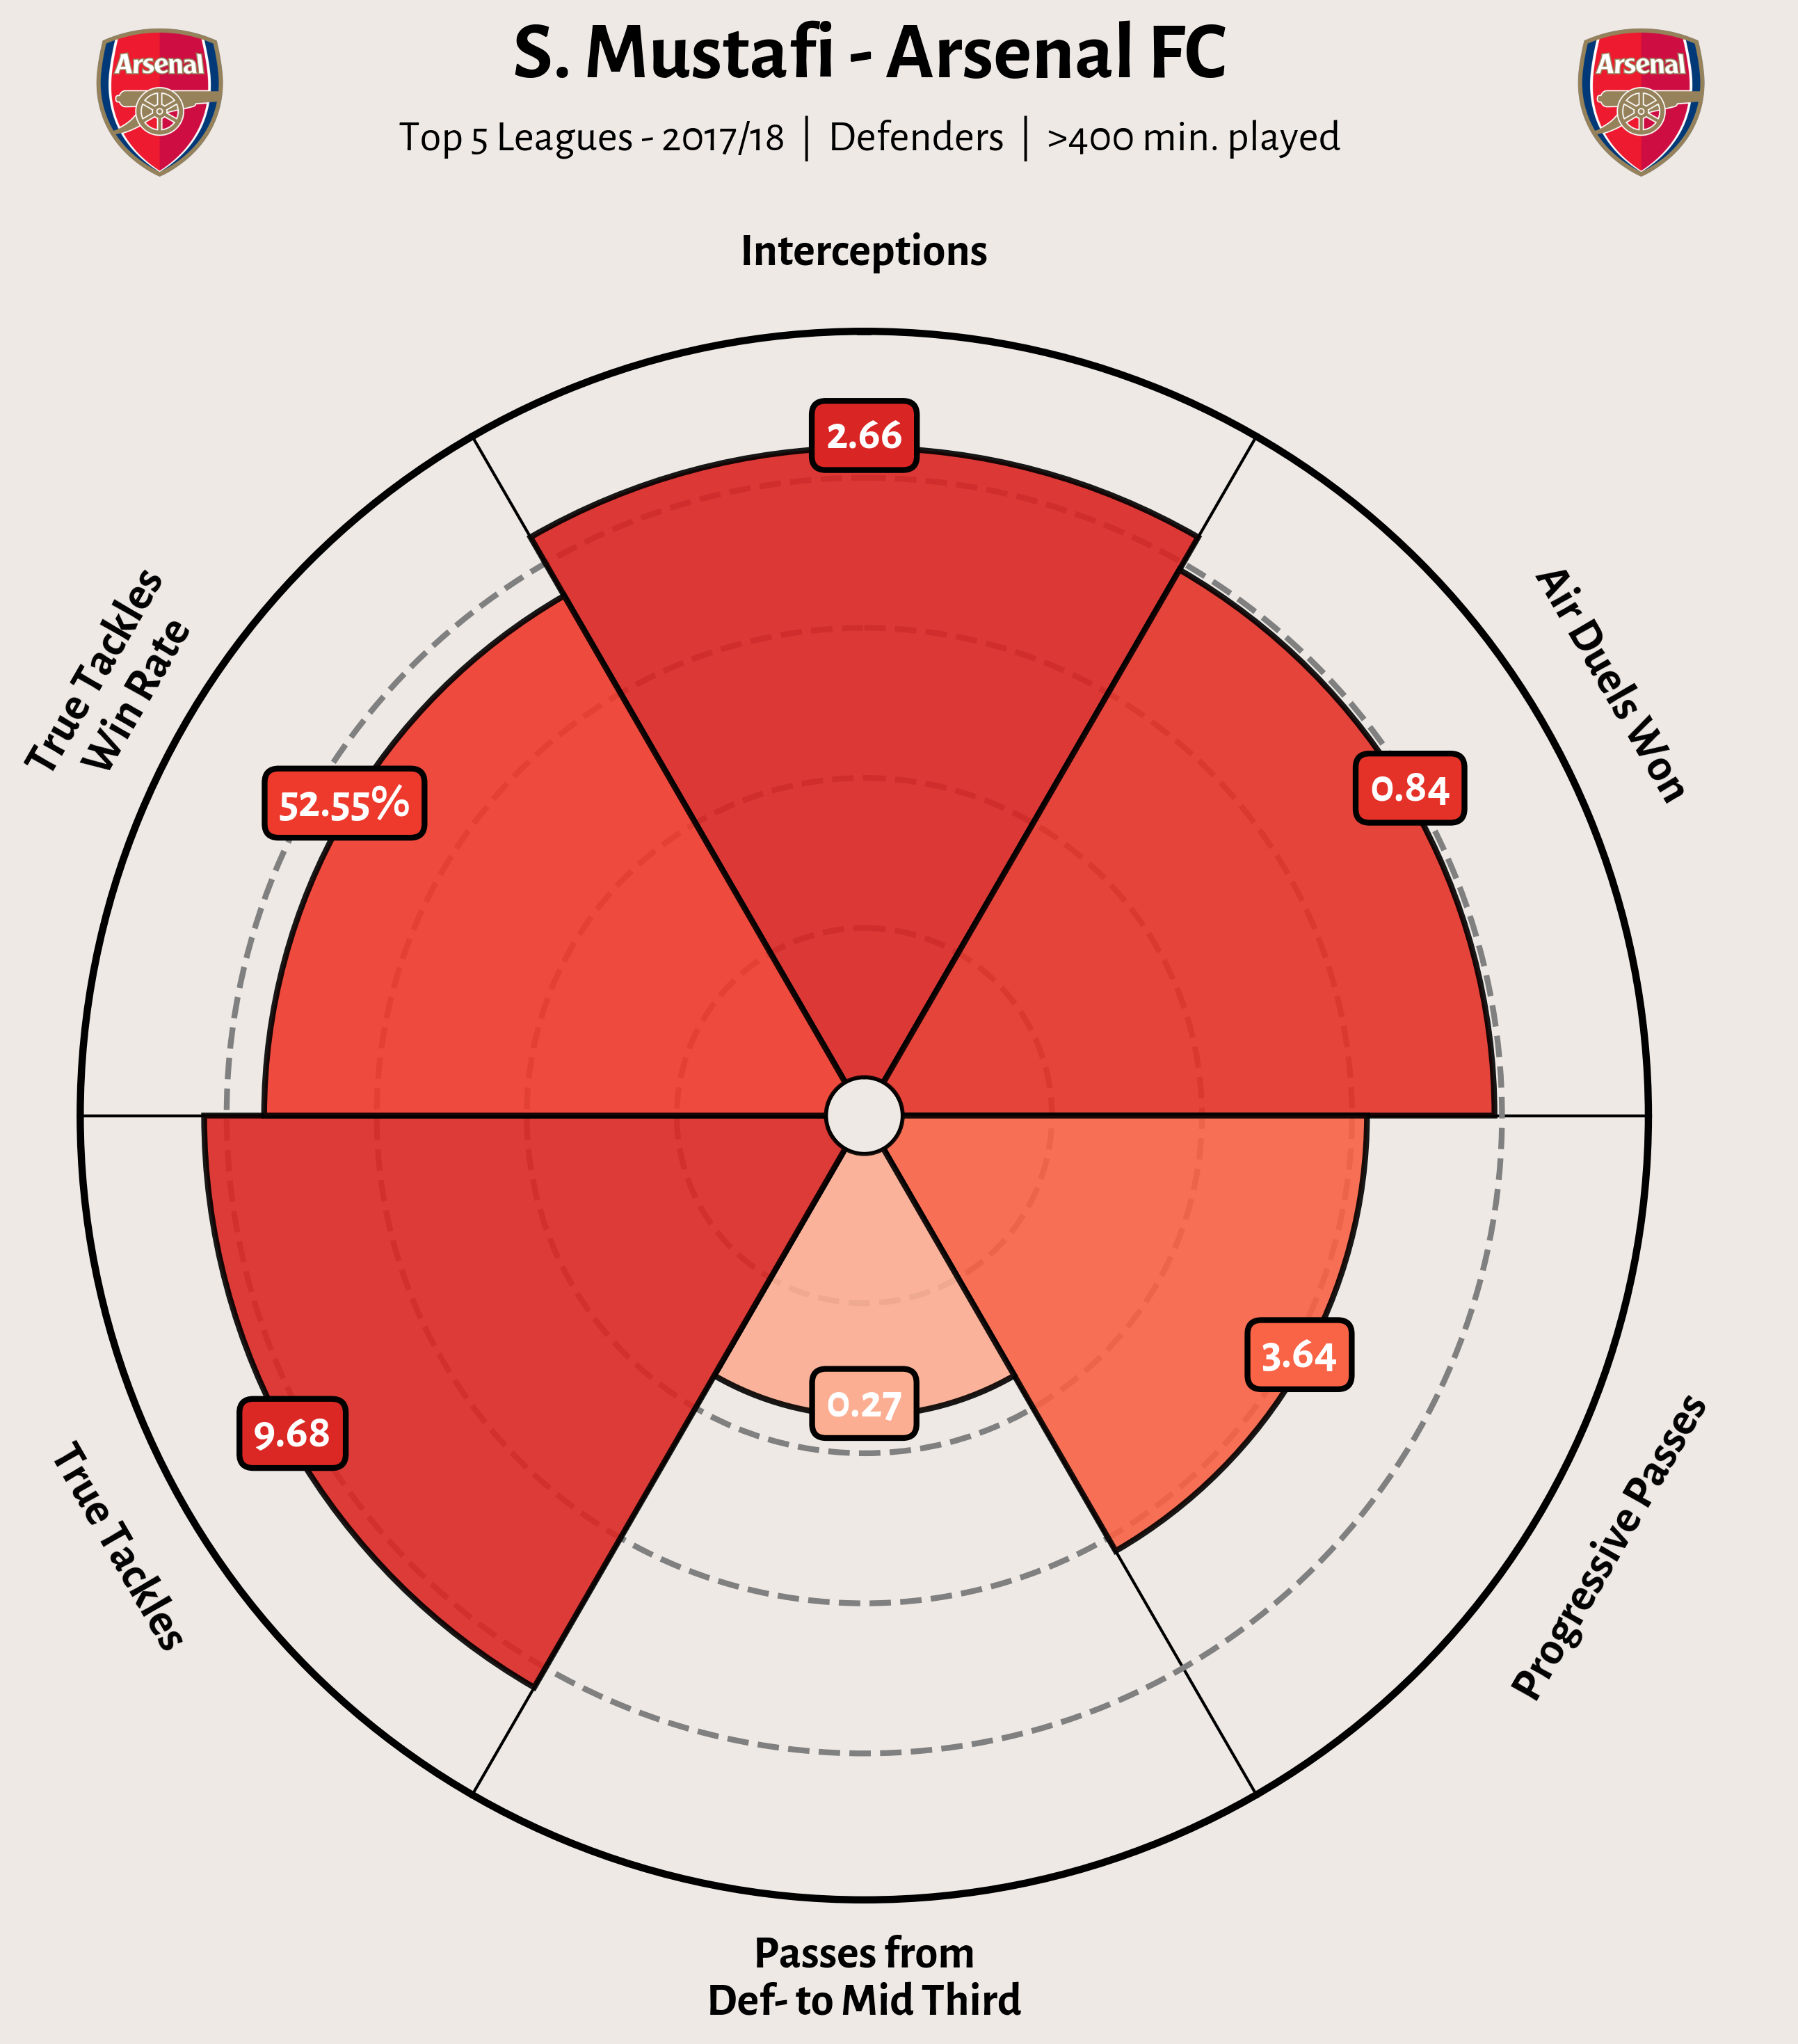 S. Mustafi - Arsenal FC
Arsenal
Arsenal
Top 5 Leagues - 2017/18 | Defenders | >400 min. played
Interceptions
2.66
Air Duels Won
0.84
True Tackles
Win Rate
52.55%
3.64
Progressive Passes
0.27
9.68
True Tackles
Passes from
Def- to Mid Third